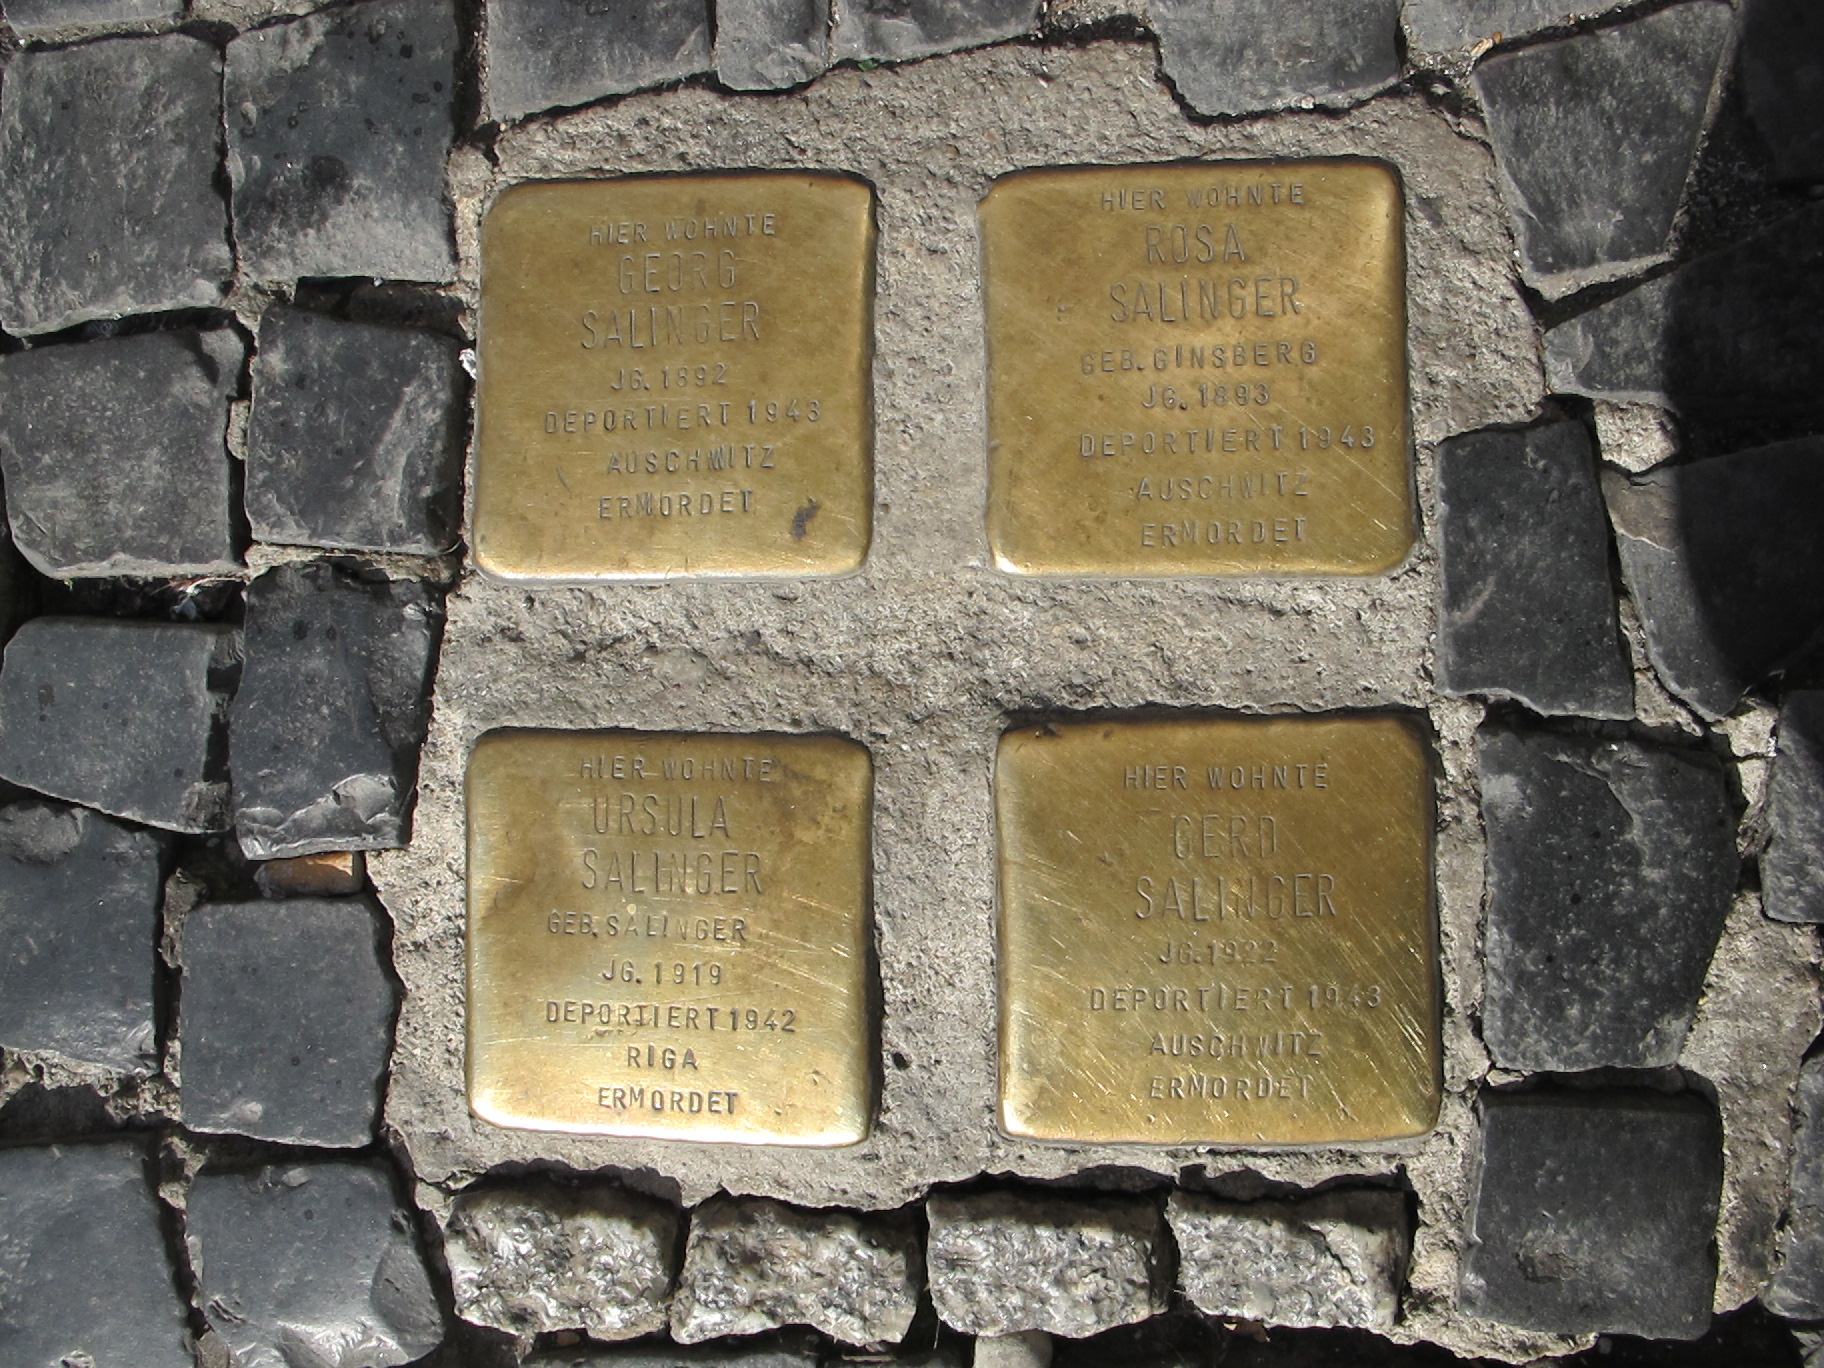 HIER WOHNTE
GEORG
SALINGER
JG. 1892
DEPORTIERT 1943
AUSCHWITZ
ERMORDET
HIER WOHNTE
ROSA
SALINGER
GEB. GINSBERG
JG. 1893
DEPORTIERT 1943
AUSCHWITZ
ERMORDET
HIER WOHNTE
URSULA
SALINGER
GEB. SALINGER
JG. 1919
DEPORTIERT 1942
RIGA
ERMORDET
HIER WOHNTE
GERD
SALINGER
JG. 1922
DEPORTIERT 1943
AUSCHWITZ
ERMORDET